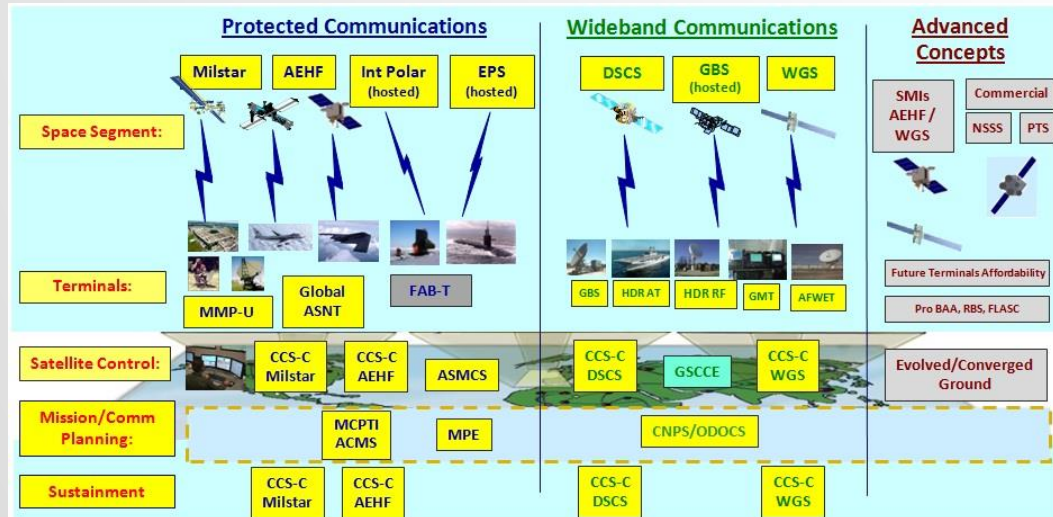 Protected Communications
Wideband Communications
Advanced
Concepts
Milstar
AEHF
Int Polar
(hosted)
EPS
(hosted)
DSCS
GBS
(hosted)
WGS
SMIs
AEHF /
WGS
Commercial
NSSS
PTS
Space Segment:
Terminals:
MMP-U
Global
ASNT
FAB-T
GBS
HDR AT
HDR RF
GMT
AFWET
Future Terminals Affordability
Pro BAA, RBS, FLASC
Satellite Control:
CCS-C
Milstar
CCS-C
AEHF
ASMCS
CCS-C
DSCS
GSCCE
CCS-C
WGS
Evolved/Converged
Ground
Mission/Comm
Planning:
MCPTI
ACMS
MPE
CNPS/ODOCS
Sustainment
CCS-C
Milstar
CCS-C
AEHF
CCS-C
DSCS
CCS-C
WGS